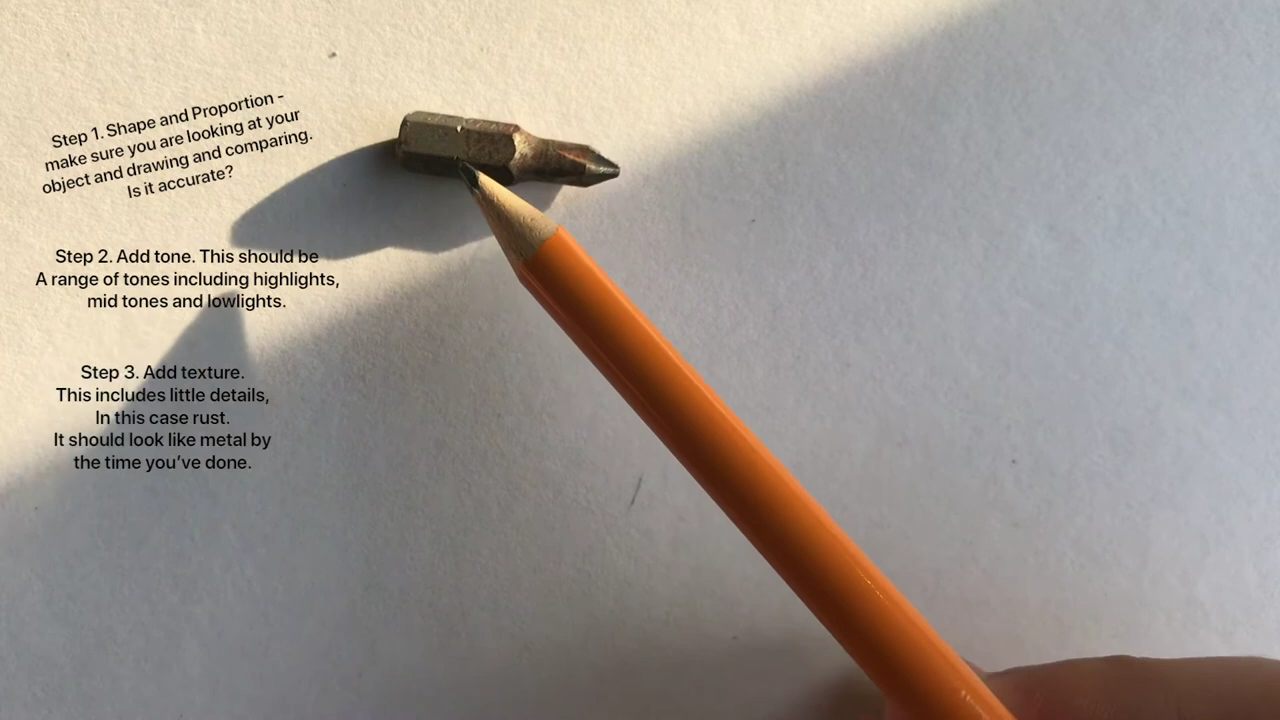 Step 1. Shape and Proportion -
make sure you are looking at your
object and drawing and comparing.
Is it accurate?
Step 2. Add tone. This should be
A range of tones including highlights,
mid tones and lowlights.
Step 3. Add texture.
This includes little details,
In this case rust.
It should look like metal by
the time you’ve done.